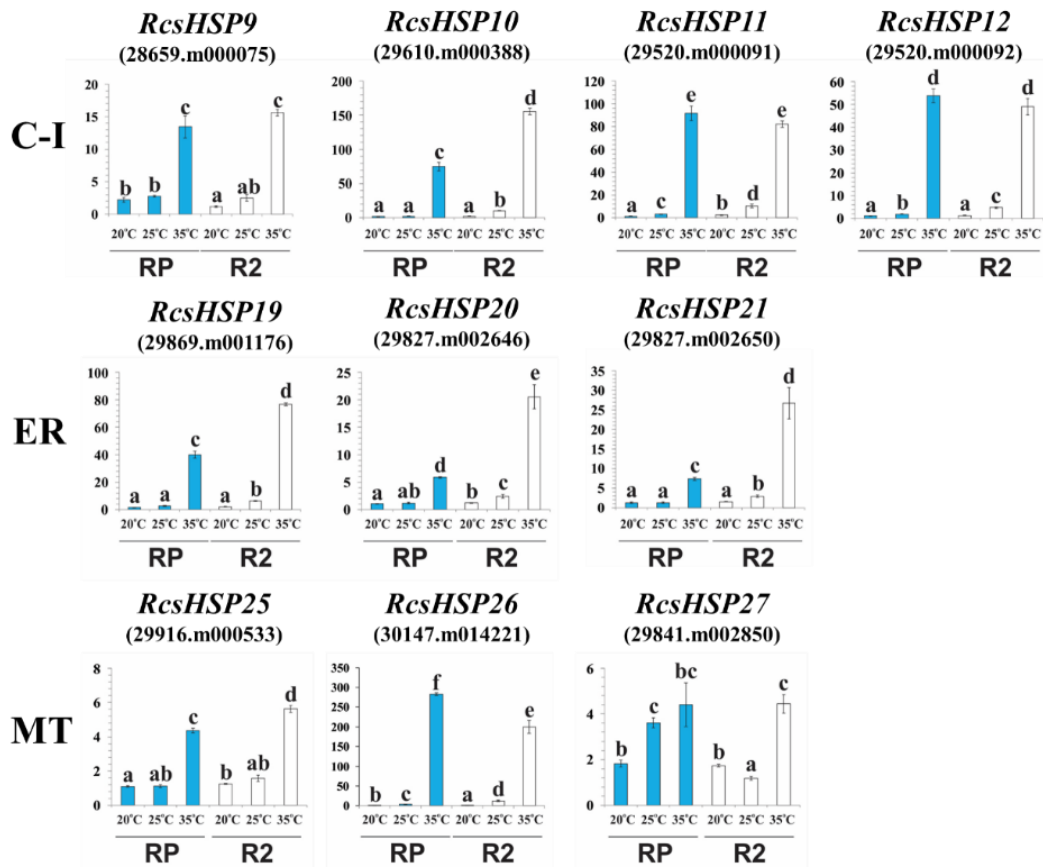 RcsHSP9 RcsHSP10 RcsHSP11 RcsHSP12
(28659.m000075) (29610.m000388) (29520.m000091) (29520.m000092)
C-I
20 15 10 5 0
b b c a ab c
20°C 25°C 35°C 20°C 25°C 35°C
RP R2
200 150 100 50 0
a a c a b d
20°C 25°C 35°C 20°C 25°C 35°C
RP R2
120 100 80 60 40 20 0
a c e b d e
20°C 25°C 35°C 20°C 25°C 35°C
RP R2
60 50 40 30 20 10 0
a b d a c d
20°C 25°C 35°C 20°C 25°C 35°C
RP R2
RcsHSP19 RcsHSP20 RcsHSP21
(29869.m001176) (29827.m002646) (29827.m002650)
ER
100 80 60 40 20 0
a a c a b d
20°C 25°C 35°C 20°C 25°C 35°C
RP R2
25 20 15 10 5 0
a ab d b c e
20°C 25°C 35°C 20°C 25°C 35°C
RP R2
35 30 25 20 15 10 5 0
a a c a b d
20°C 25°C 35°C 20°C 25°C 35°C
RP R2
RcsHSP25 RcsHSP26 RcsHSP27
(29916.m000533) (30147.m014221) (29841.m002850)
MT
8 6 4 2 0
a ab c b ab d
20°C 25°C 35°C 20°C 25°C 35°C
RP R2
350 300 250 200 150 100 50 0
b c f a d e
20°C 25°C 35°C 20°C 25°C 35°C
RP R2
6 4 2 0
b c bc b a c
20°C 25°C 35°C 20°C 25°C 35°C
RP R2